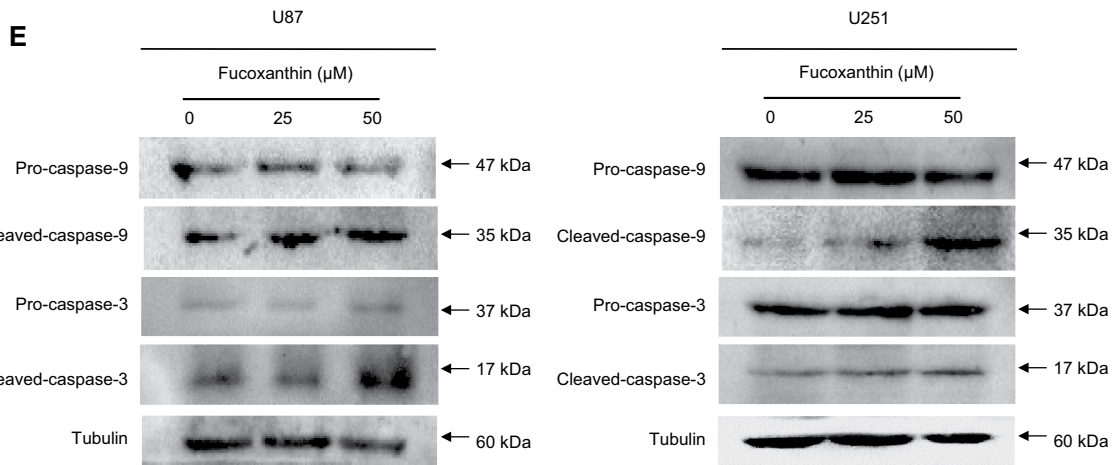 E
U87
Fucoxanthin (µM)
0 25 50
Pro-caspase-9 47 kDa
eaved-caspase-9 35 kDa
Pro-caspase-3 37 kDa
eaved-caspase-3 17 kDa
Tubulin 60 kDa
U251
Fucoxanthin (µM)
0 25 50
Pro-caspase-9 47 kDa
Cleaved-caspase-9 35 kDa
Pro-caspase-3 37 kDa
Cleaved-caspase-3 17 kDa
Tubulin 60 kDa